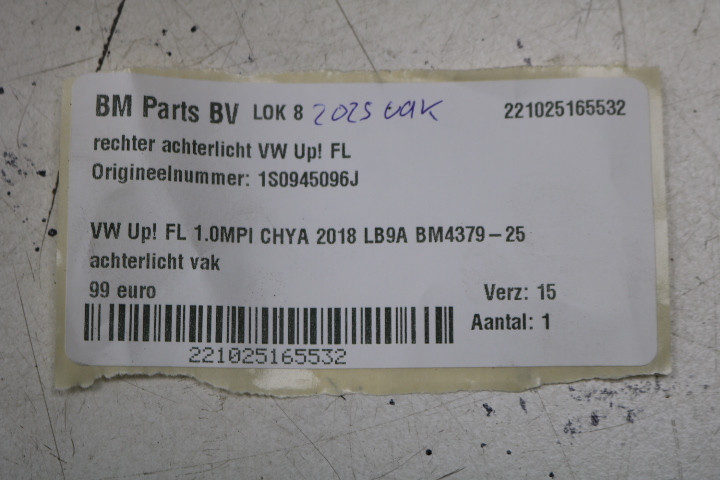 BM Parts BV LOK 8 2025 vak 221025165532
rechter achterlicht VW Up! FL
Origineelnummer: 1S0945096J
VW Up! FL 1.0MPI CHYA 2018 LB9A BM4379-25
achterlicht vak
99 euro Verz: 15
Aantal: 1
221025165532